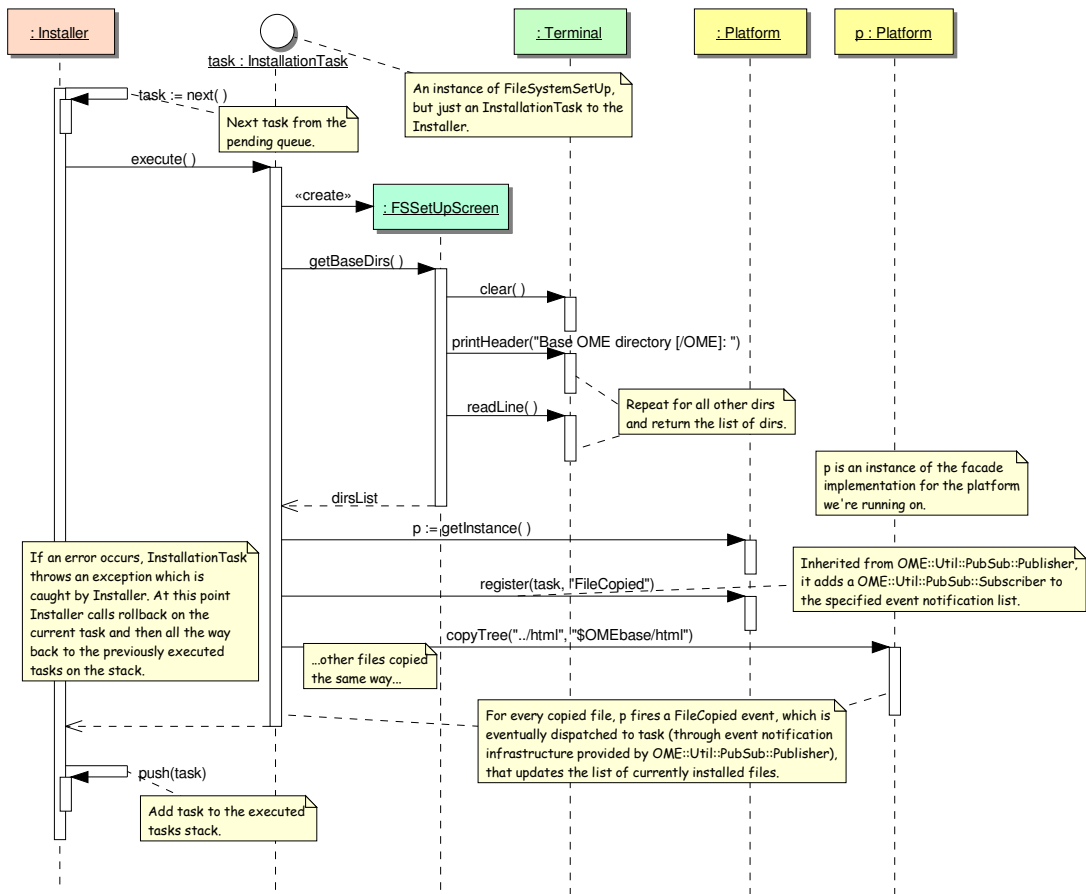 : Installer
task : InstallationTask
: Terminal
: Platform
p : Platform
An instance of FileSystemSetUp,
but just an InstallationTask to the
Installer.
task := next( )
Next task from the
pending queue.
execute( )
«create»
: FSSetUpScreen
getBaseDirs( )
clear( )
printHeader("Base OME directory [/OME]: ")
Repeat for all other dirs
and return the list of dirs.
readLine( )
p is an instance of the facade
implementation for the platform
we're running on.
dirsList
p := getInstance( )
If an error occurs, InstallationTask
throws an exception which is
caught by Installer. At this point
Installer calls rollback on the
current task and then all the way
back to the previously executed
tasks on the stack.
Inherited from OME::Util::PubSub::Publisher,
it adds a OME::Util::PubSub::Subscriber to
the specified event notification list.
register(task, "FileCopied")
copyTree("../html", "$OMEbase/html")
...other files copied
the same way...
For every copied file, p fires a FileCopied event, which is
eventually dispatched to task (through event notification
infrastructure provided by OME::Util::PubSub::Publisher),
that updates the list of currently installed files.
push(task)
Add task to the executed
tasks stack.